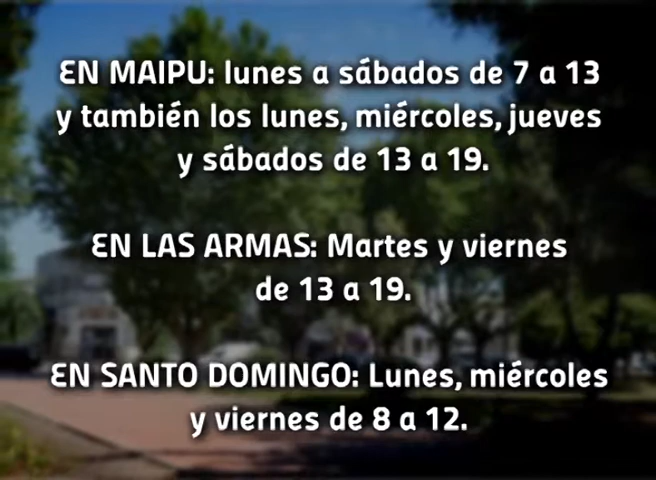 EN MAIPU: lunes a sábados de 7 a 13
y también los lunes, miércoles, jueves
y sábados de 13 a 19.
EN LAS ARMAS: Martes y viernes
de 13 a 19.
EN SANTO DOMINGO: Lunes, miércoles
y viernes de 8 a 12.